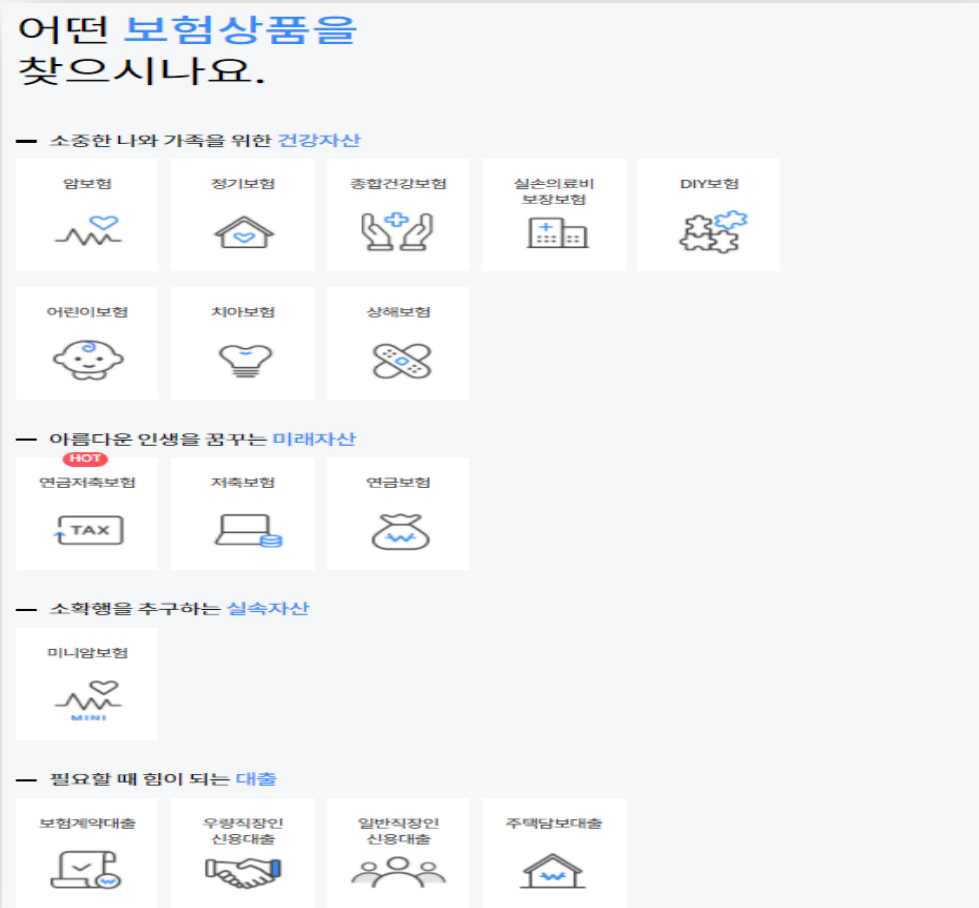 어떤 보험상품을
찾으시나요.
소중한 나와 가족을 위한 건강자산
암보험
정기보험
종합건강보험
실손의료비
보장보험
DIY보험
어린이보험
치아보험
상해보험
아름다운 인생을 꿈꾸는 미래자산
HOT
연금저축보험
TAX
저축보험
연금보험
소확행을 추구하는 실속자산
미니암보험
MINI
필요할 때 힘이 되는 대출
보험계약대출
우량직장인
신용대출
일반직장인
신용대출
주택담보대출